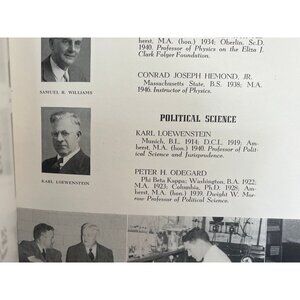 herst, M.A. (hon.) 1934; Oberlin, Sc.D.
1940. Professor of Physics on the Eliza J.
Clark Folger Foundation.
SAMUEL R. WILLIAMS
CONRAD JOSEPH HEMOND, JR.
Massachusetts State, B.S. 1938; M.A.
1946. Instructor of Physics.
POLITICAL SCIENCE
KARL LOEWENSTEIN
Munich, B.L. 1914; D.C.L. 1919; Am-
herst, M.A. (hon.) 1940. Professor of Polit-
ical Science and Jurisprudence.
KARL LOEWENSTEIN
PETER H. ODEGARD
Phi Beta Kappa; Washington, B.A. 1922;
M.A. 1923; Columbia, Ph.D. 1928; Am-
herst, M.A. (hon.) 1939. Dwight W. Mor-
row Professor of Political Science.